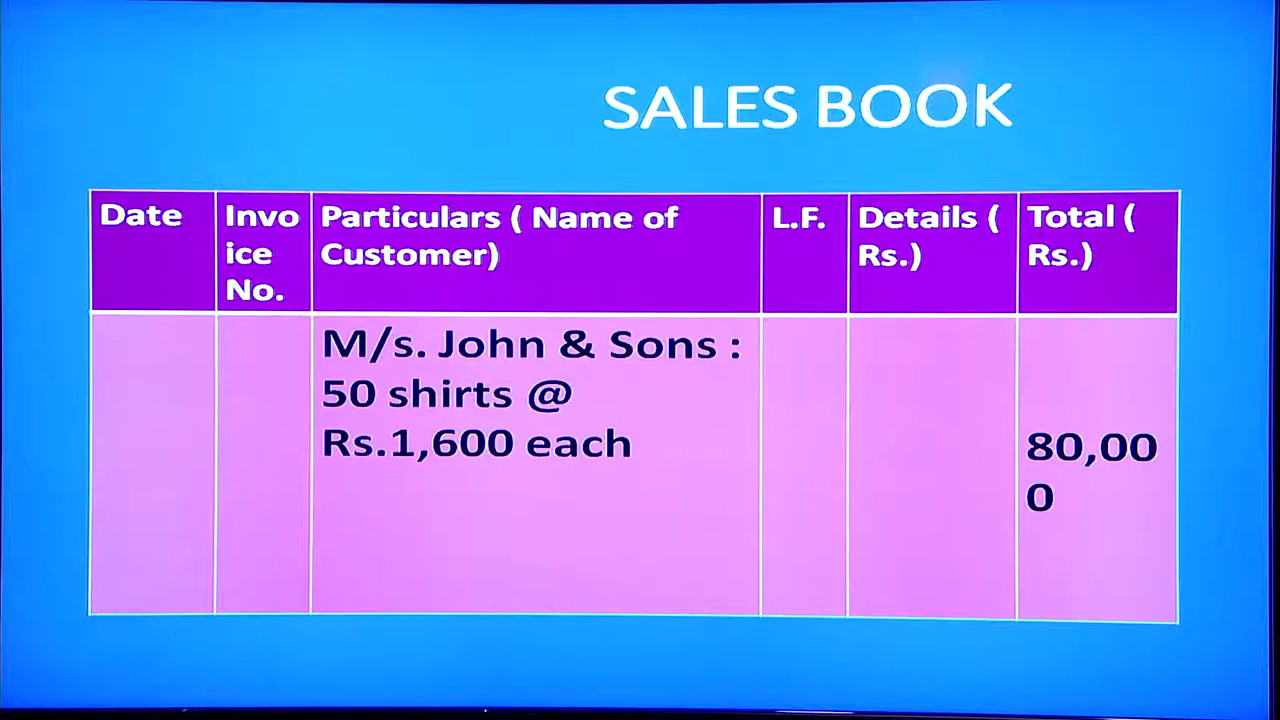 SALES BOOK
Date
Invo
ice
No.
Particulars ( Name of
Customer)
L.F.
Details (
Rs.)
Total (
Rs.)
M/s. John & Sons :
50 shirts @
Rs.1,600 each
80,00
0